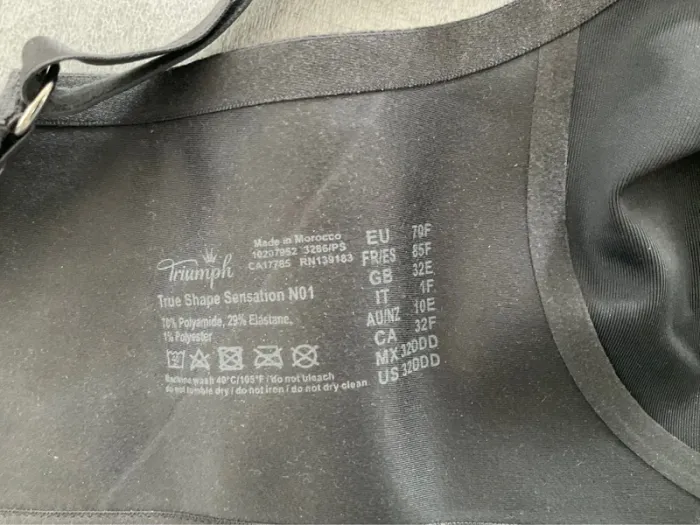 Triumph
Made in Morocco
10207952 3286/PS
CA17785 RN139183
True Shape Sensation N01
70% Polyamide, 29% Elastane,
1% Polyester
Machine wash 40°C/105°F / do not bleach
do not tumble dry / do not iron / do not dry clean
EU 70F
FR/ES 85F
GB 32E
IT 1F
AU/NZ 10E
CA 32F
MX 32DDD
US 32DDD